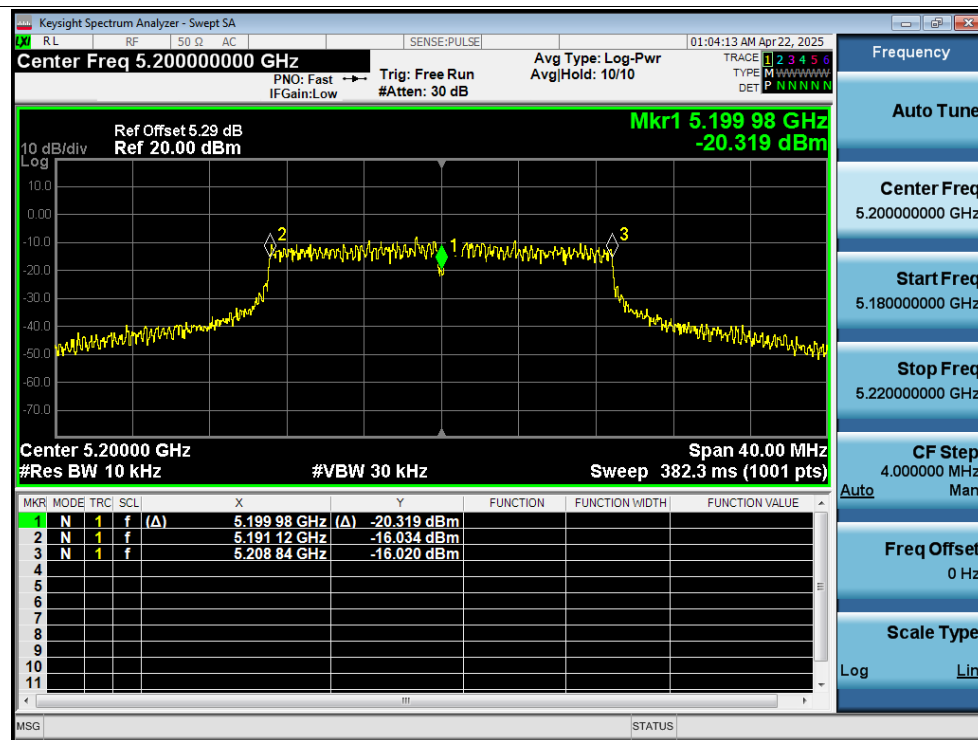 Keysight Spectrum Analyzer - Swept SA
LXI RL RF 50 Ω AC SENSE:PULSE 01:04:13 AM Apr 22, 2025
Center Freq 5.200000000 GHz
PNO: Fast
IFGain:Low
Trig: Free Run
#Atten: 30 dB
Avg Type: Log-Pwr
Avg|Hold: 10/10
TRACE 1 2 3 4 5 6
TYPE M WWWWW
DET P N N N N N
Mkr1 5.199 98 GHz
-20.319 dBm
Ref Offset 5.29 dB
10 dB/div Ref 20.00 dBm
Log
10.0
0.00
-10.0
-20.0
-30.0
-40.0
-50.0
-60.0
-70.0
2
1
3
Center 5.20000 GHz Span 40.00 MHz
#Res BW 10 kHz #VBW 30 kHz Sweep 382.3 ms (1001 pts)
MKR MODE TRC SCL X Y FUNCTION FUNCTION WIDTH FUNCTION VALUE
1 N 1 f (Δ) 5.199 98 GHz (Δ) -20.319 dBm
2 N 1 f 5.191 12 GHz -16.034 dBm
3 N 1 f 5.208 84 GHz -16.020 dBm
4
5
6
7
8
9
10
11
MSG STATUS
Frequency
Auto Tune
Center Freq
5.200000000 GHz
Start Freq
5.180000000 GHz
Stop Freq
5.220000000 GHz
CF Step
4.000000 MHz
Auto Man
Freq Offset
0 Hz
Scale Type
Log Lin